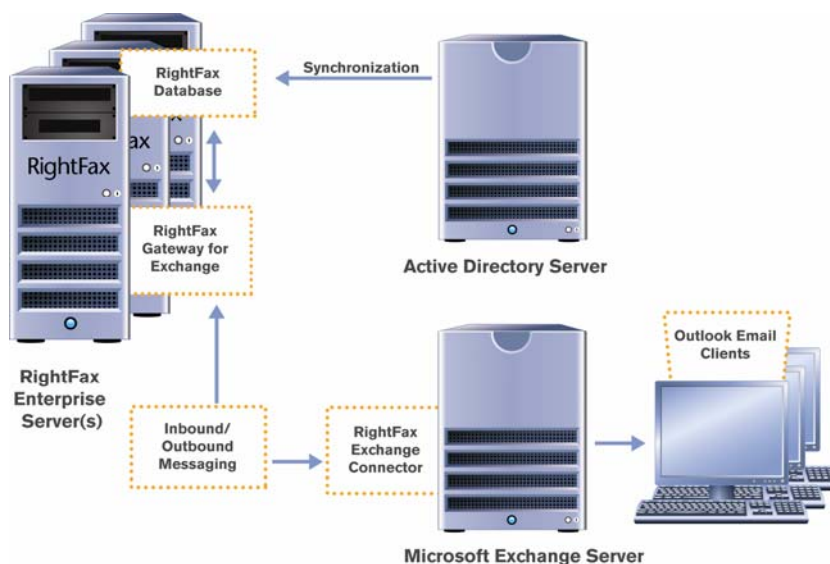 RightFax
Database
Synchronization
ax
RightFax
RightFax
Gateway for
Exchange
Active Directory Server
Outlook Email
Clients
RightFax
Enterprise
Server(s)
Inbound/
Outbound
Messaging
RightFax
Exchange
Connector
Microsoft Exchange Server